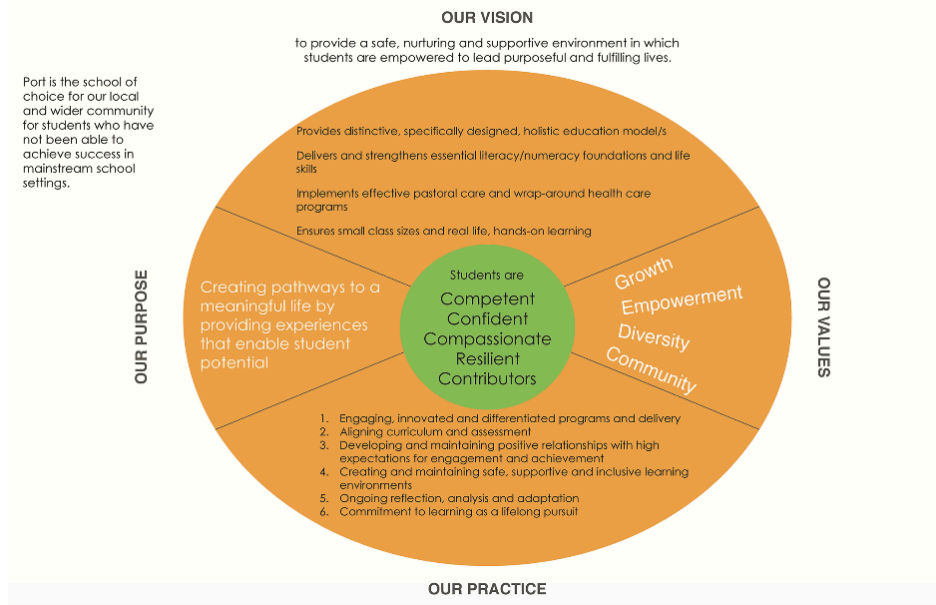 OUR VISION
to provide a safe, nurturing and supportive environment in which
students are empowered to lead purposeful and fulfilling lives.
Port is the school of
choice for our local
and wider community
for students who have
not been able to
achieve success in
mainstream school
settings.
Provides distinctive, specifically designed, holistic education model/s
Delivers and strengthens essential literacy/numeracy foundations and life
skills
Implements effective pastoral care and wrap-around health care
programs
Ensures small class sizes and real life, hands-on learning
OUR PURPOSE
Creating pathways to a
meaningful life by
providing experiences
that enable student
potential
Students are
Competent
Confident
Compassionate
Resilient
Contributors
Growth
Empowerment
Diversity
Community
OUR VALUES
1. Engaging, innovated and differentiated programs and delivery
2. Aligning curriculum and assessment
3. Developing and maintaining positive relationships with high
expectations for engagement and achievement
4. Creating and maintaining safe, supportive and inclusive learning
environments
5. Ongoing reflection, analysis and adaptation
6. Commitment to learning as a lifelong pursuit
OUR PRACTICE